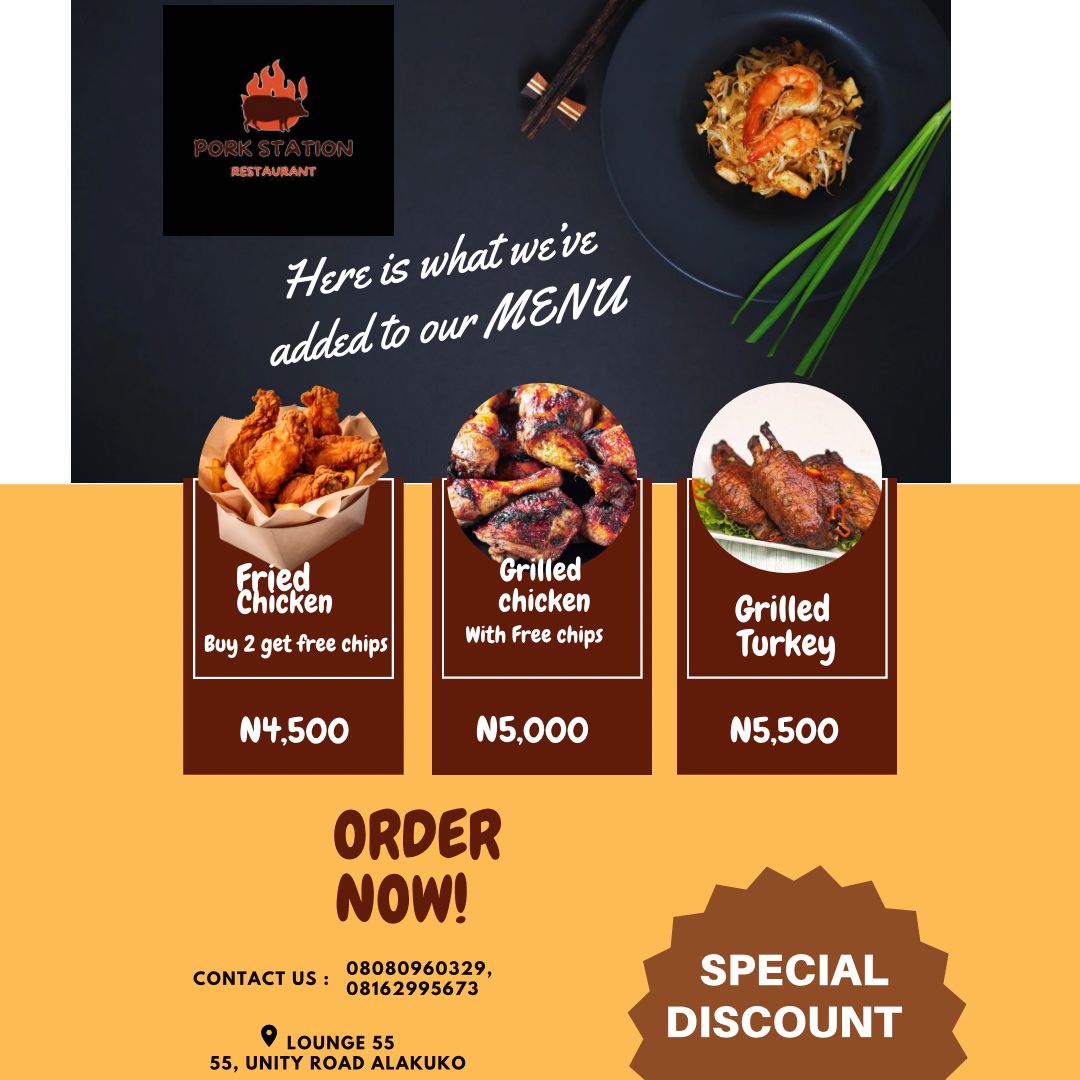 PORK STATION
RESTAURANT
Here is what we've
added to our MENU
Fried
Chicken
Buy 2 get free chips
N4,500
Grilled
chicken
With Free chips
N5,000
Grilled
Turkey
N5,500
ORDER
NOW!
CONTACT US : 08080960329,
08162995673
LOUNGE 55
55, UNITY ROAD ALAKUKO
SPECIAL
DISCOUNT